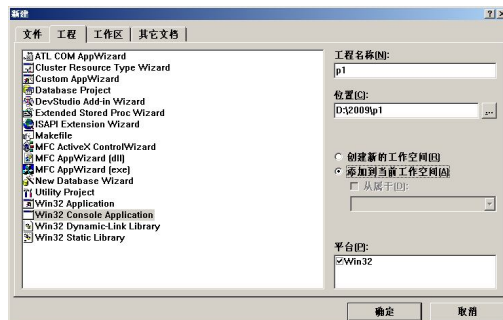 新建
文件 工程 工作区 其它文档
ATL COM AppWizard
Cluster Resource Type Wizard
Custom AppWizard
Database Project
DevStudio Add-in Wizard
Extended Stored Proc Wizard
ISAPI Extension Wizard
Makefile
MFC ActiveX ControlWizard
MFC AppWizard (dll)
MFC AppWizard (exe)
New Database Wizard
Utility Project
Win32 Application
Win32 Console Application
Win32 Dynamic-Link Library
Win32 Static Library
工程名称(N):
p1
位置(C):
D:\2009\p1
...
创建新的工作空间(R)
添加到当前工作空间(A)
从属于(D):
平台(P):
Win32
确定 取消